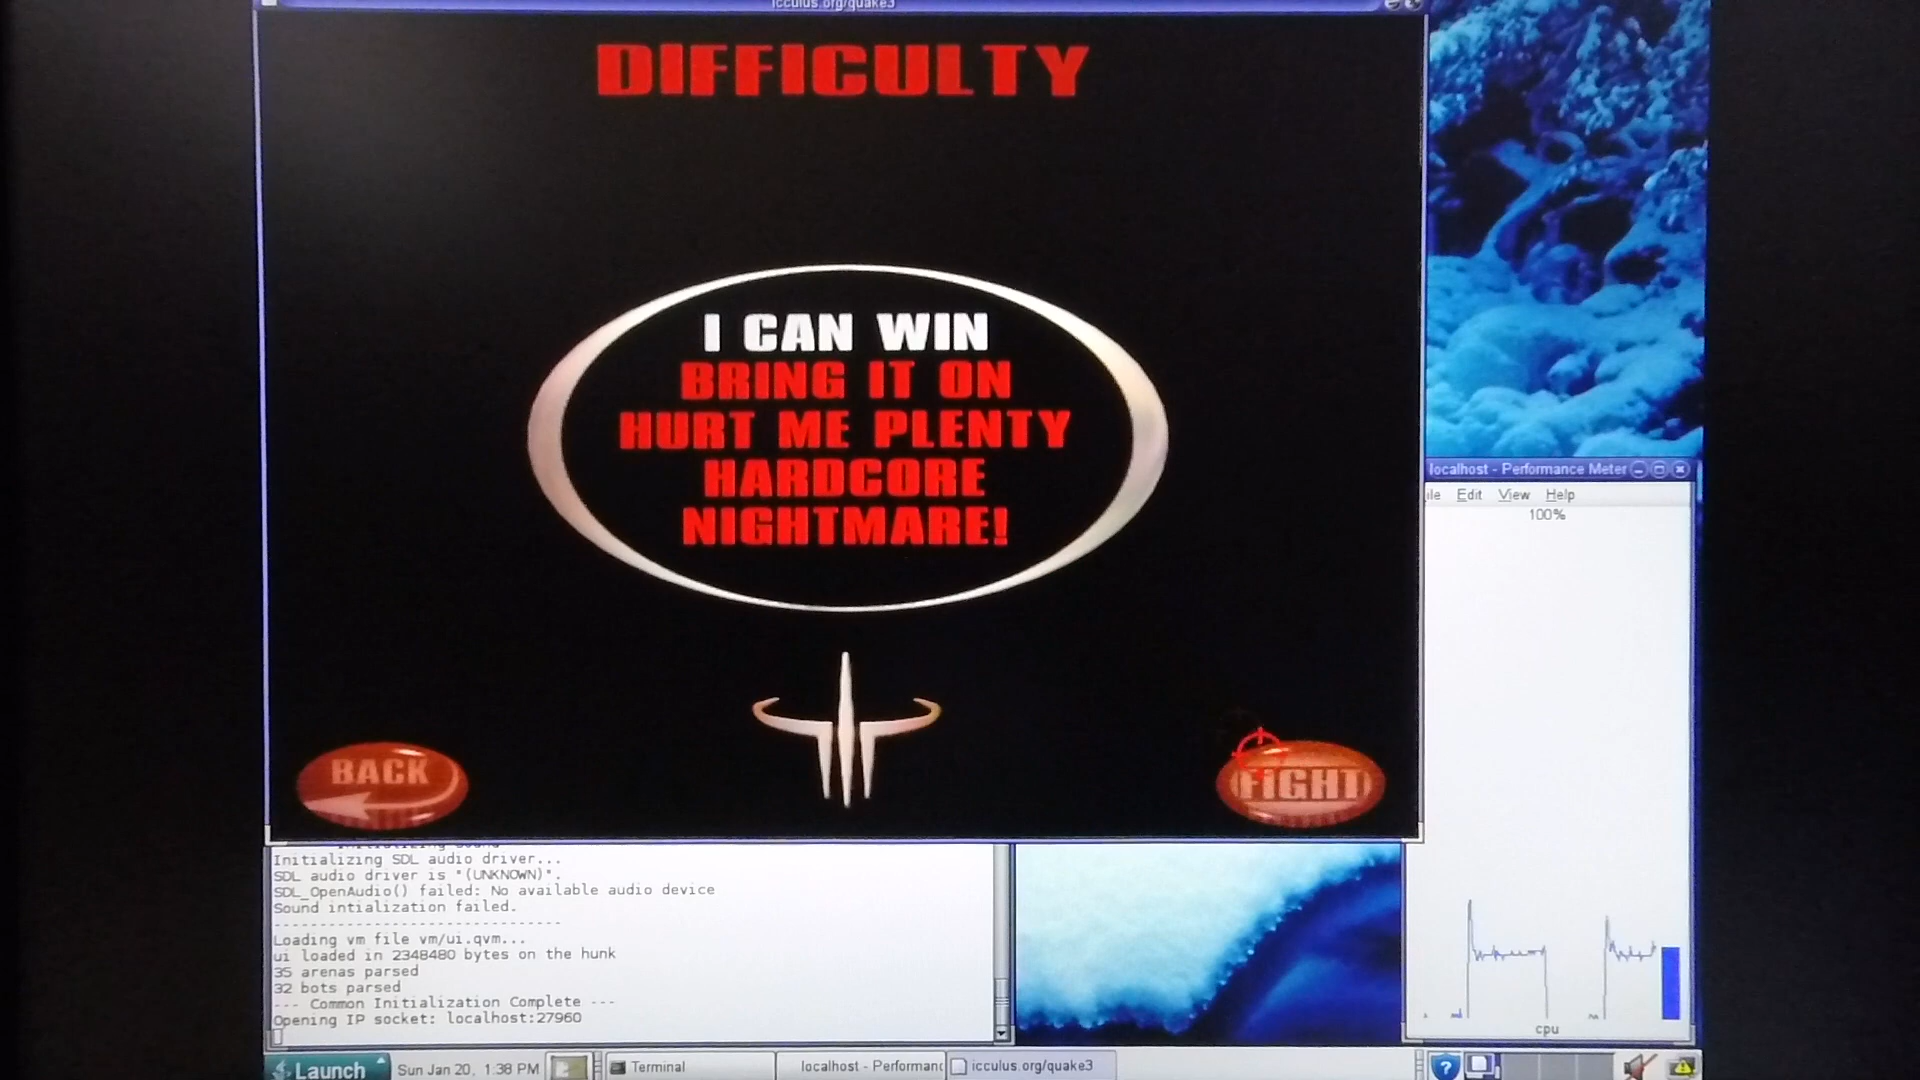 icculus.org/quake3
DIFFICULTY
I CAN WIN
BRING IT ON
HURT ME PLENTY
HARDCORE
NIGHTMARE!
BACK
FIGHT
localhost - Performance Meter
ile Edit View Help
100%
cpu
Initializing SDL audio driver...
SDL audio driver is "(UNKNOWN)".
SDL_OpenAudio() failed: No available audio device
Sound intialization failed.
--------------------------------
Loading vm file vm/ui.qvm...
ui loaded in 2348480 bytes on the hunk
35 arenas parsed
32 bots parsed
--- Common Initialization Complete ---
Opening IP socket: localhost:27960
Launch
Sun Jan 20, 1:38 PM
Terminal
localhost - Performanc
icculus.org/quake3